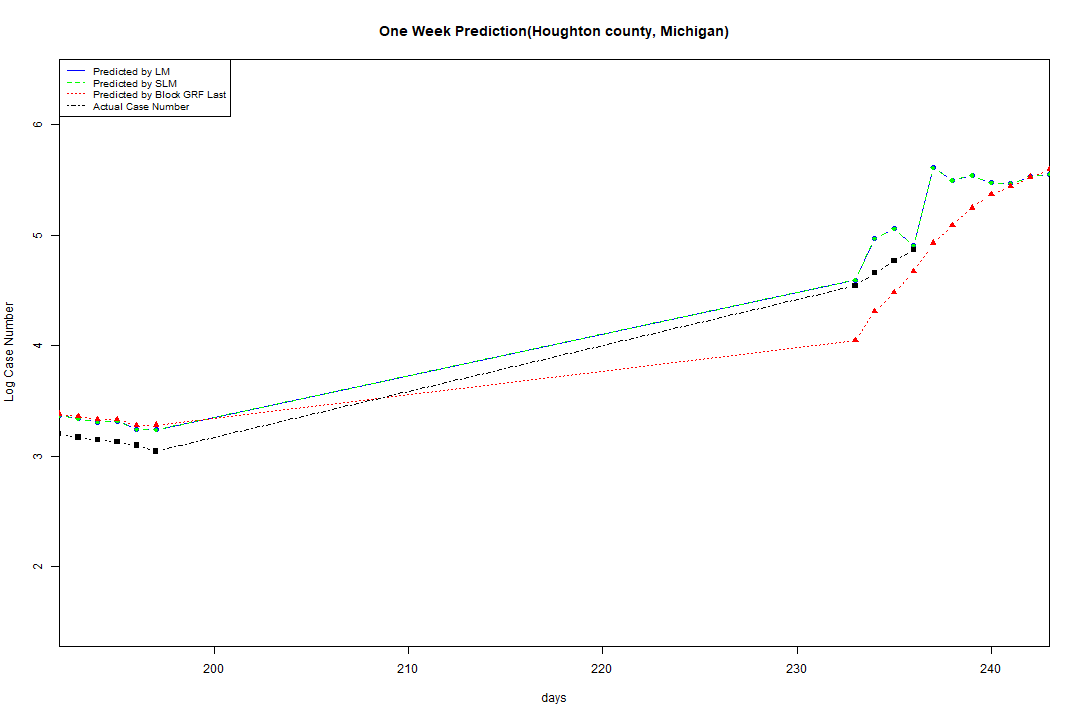 One Week Prediction(Houghton county, Michigan)
Predicted by LM
Predicted by SLM
Predicted by Block GRF Last
Actual Case Number
6
5
4
3
2
Log Case Number
200 210 220 230 240
days